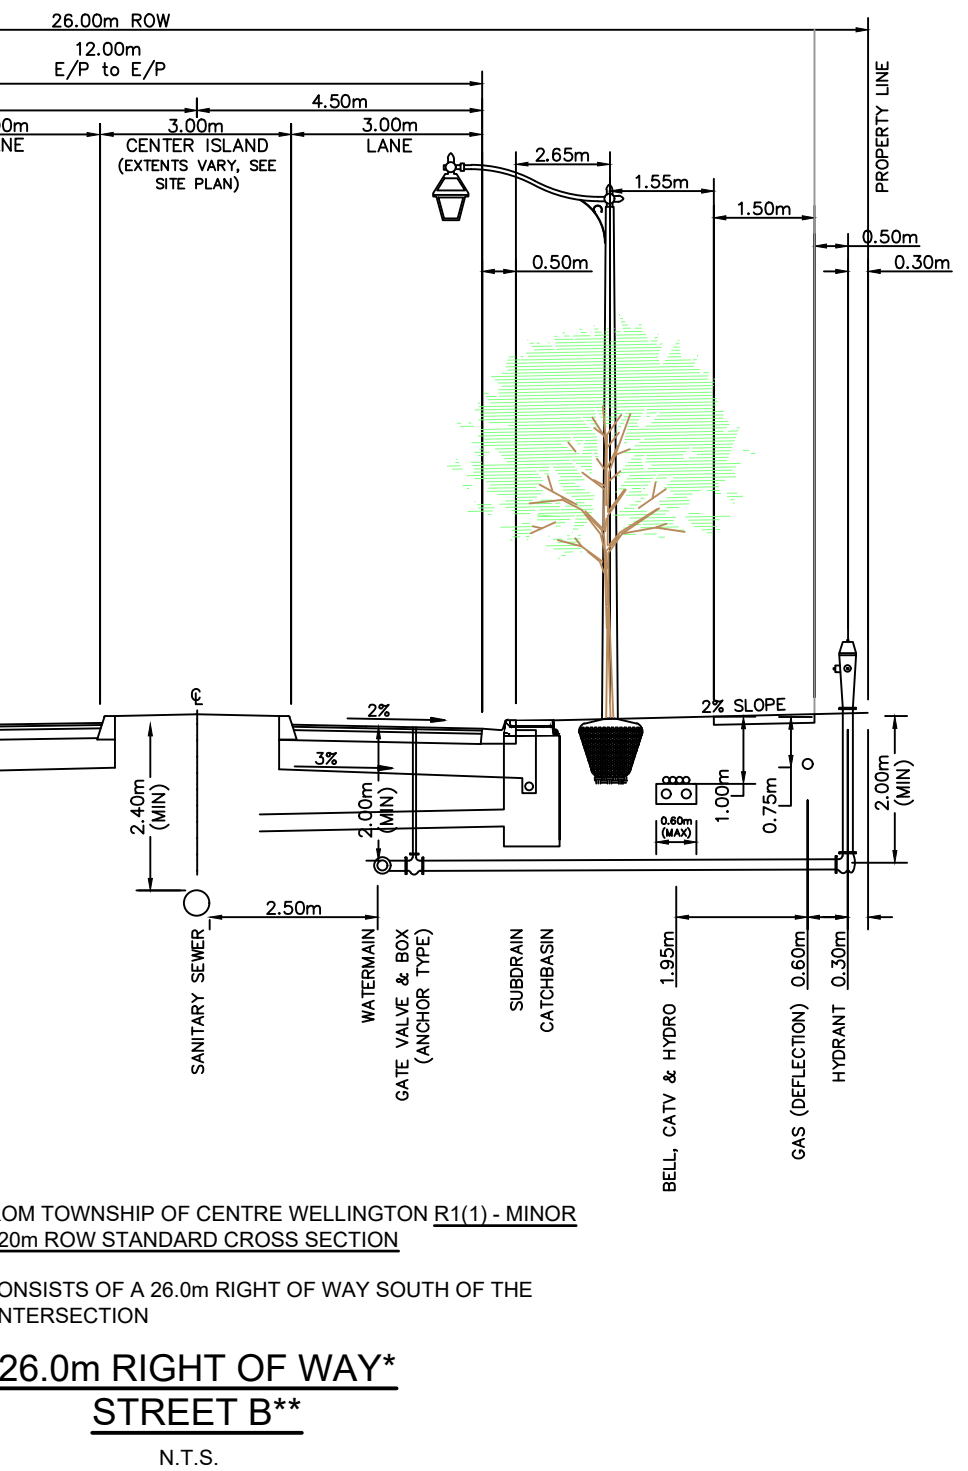 26.00m ROW
12.00m
E/P to E/P
4.50m
0m
3.00m
3.00m
NE
CENTER ISLAND
LANE
(EXTENTS VARY, SEE
SITE PLAN)
PROPERTY LINE
2.65m
1.55m
1.50m
0.50m
0.50m
0.30m
℄
2%
2% SLOPE
3%
2.40m
(MIN)
2.00m
(MIN)
0.60m
(MAX)
1.00m
0.75m
2.00m
(MIN)
2.50m
SANITARY SEWER
WATERMAIN
GATE VALVE & BOX
(ANCHOR TYPE)
SUBDRAIN
CATCHBASIN
BELL, CATV & HYDRO 1.95m
GAS (DEFLECTION) 0.60m
HYDRANT 0.30m
OM TOWNSHIP OF CENTRE WELLINGTON R1(1) - MINOR
20m ROW STANDARD CROSS SECTION
ONSISTS OF A 26.0m RIGHT OF WAY SOUTH OF THE
NTERSECTION
26.0m RIGHT OF WAY*
STREET B**
N.T.S.